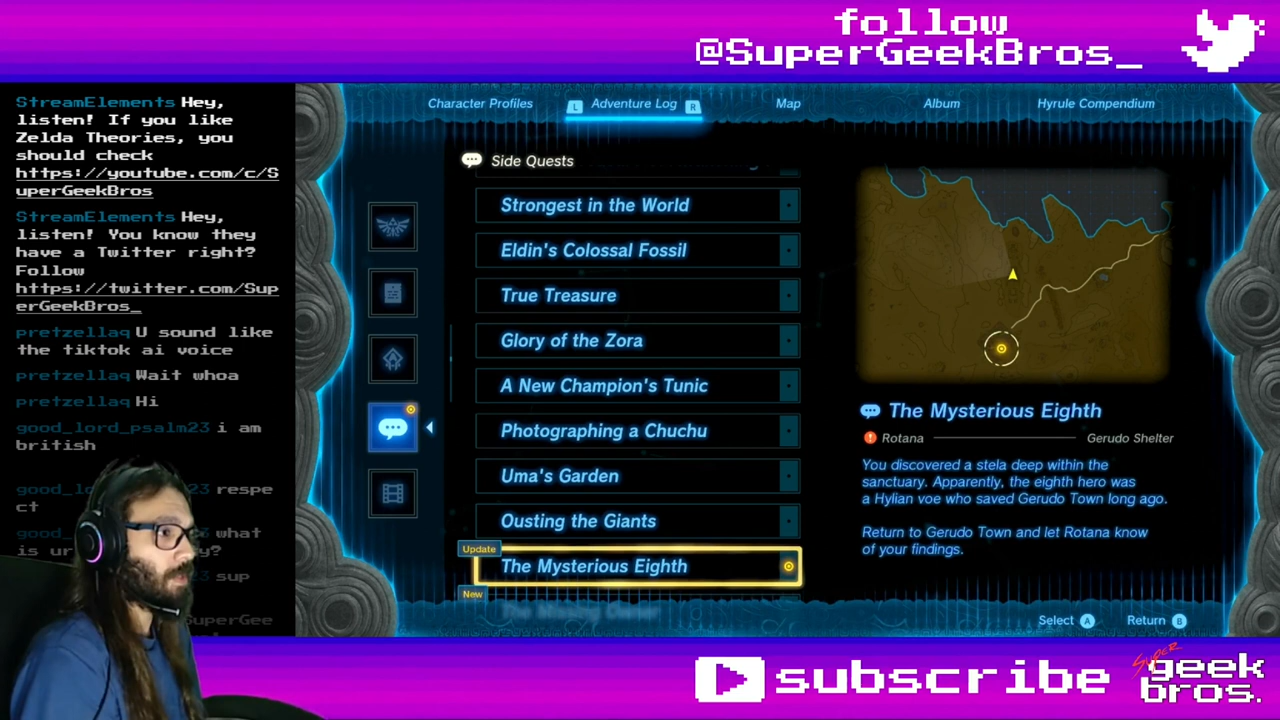 follow
@SuperGeekBros_
StreamElements Hey,
listen! If you like
Zelda Theories, you
should check
https://youtube.com/c/S
uperGeekBros
StreamElements Hey,
listen! You know they
have a Twitter right?
Follow
https://twitter.com/Sup
erGeekBros_
pretzellaq U sound like
the tiktok ai voice
pretzellaq Wait whoa
pretzellaq Hi
good_lord_psalm23 i am
british
23 respe
ct
23 what
is ur
23 sup
SuperGee
Character Profiles
L Adventure Log R
Map
Album
Hyrule Compendium
Side Quests
Strongest in the World
Eldin's Colossal Fossil
True Treasure
Glory of the Zora
A New Champion's Tunic
Photographing a Chuchu
Uma's Garden
Ousting the Giants
Update
The Mysterious Eighth
New
The Mysterious Eighth
Rotana Gerudo Shelter
You discovered a stela deep within the
sanctuary. Apparently, the eighth hero was
a Hylian voe who saved Gerudo Town long ago.
Return to Gerudo Town and let Rotana know
of your findings.
Select A Return B
subscribe
Super
geek
bros.